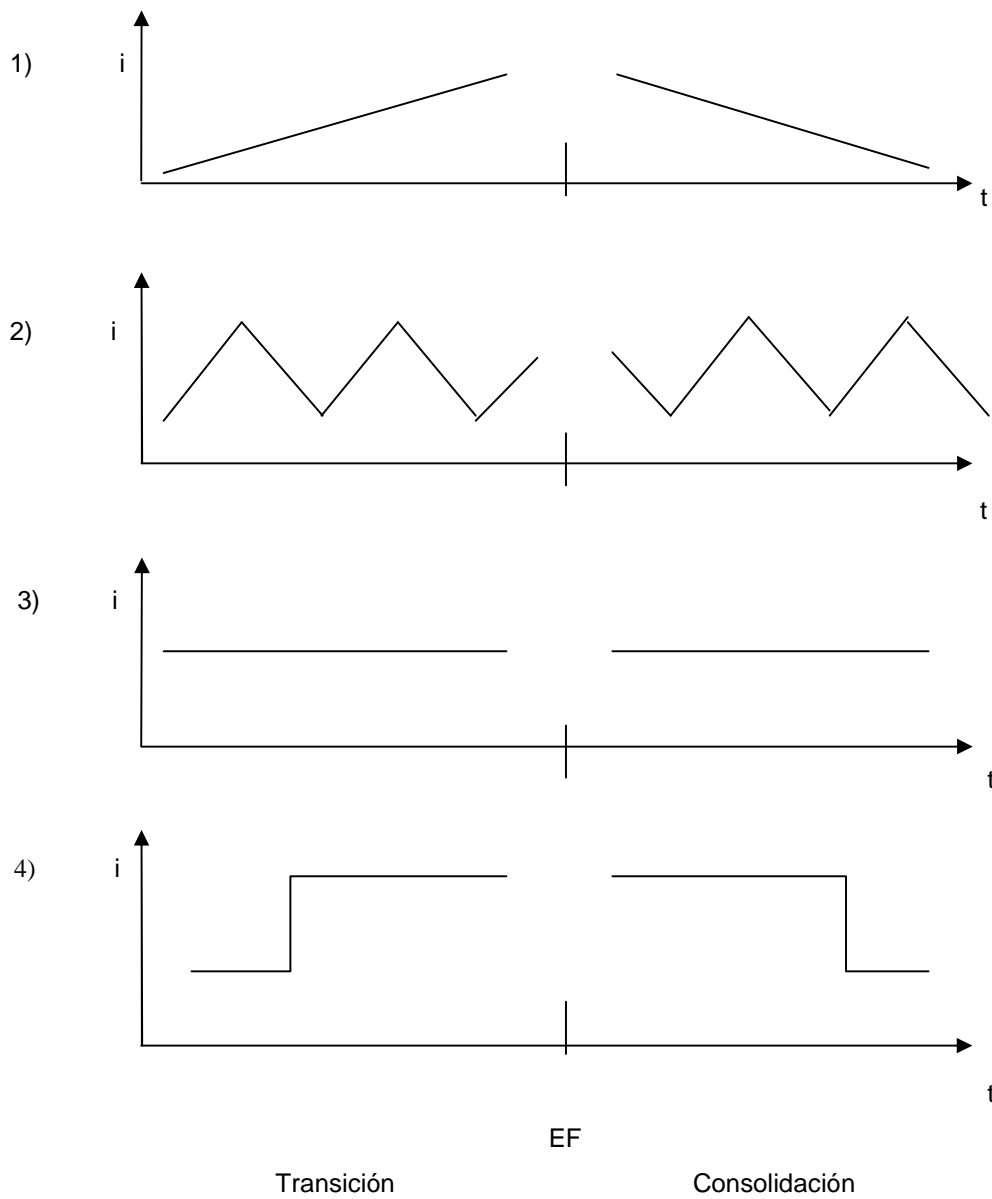 1) i
t
2) i
t
3) i
t
4) i
t
EF
Transición Consolidación